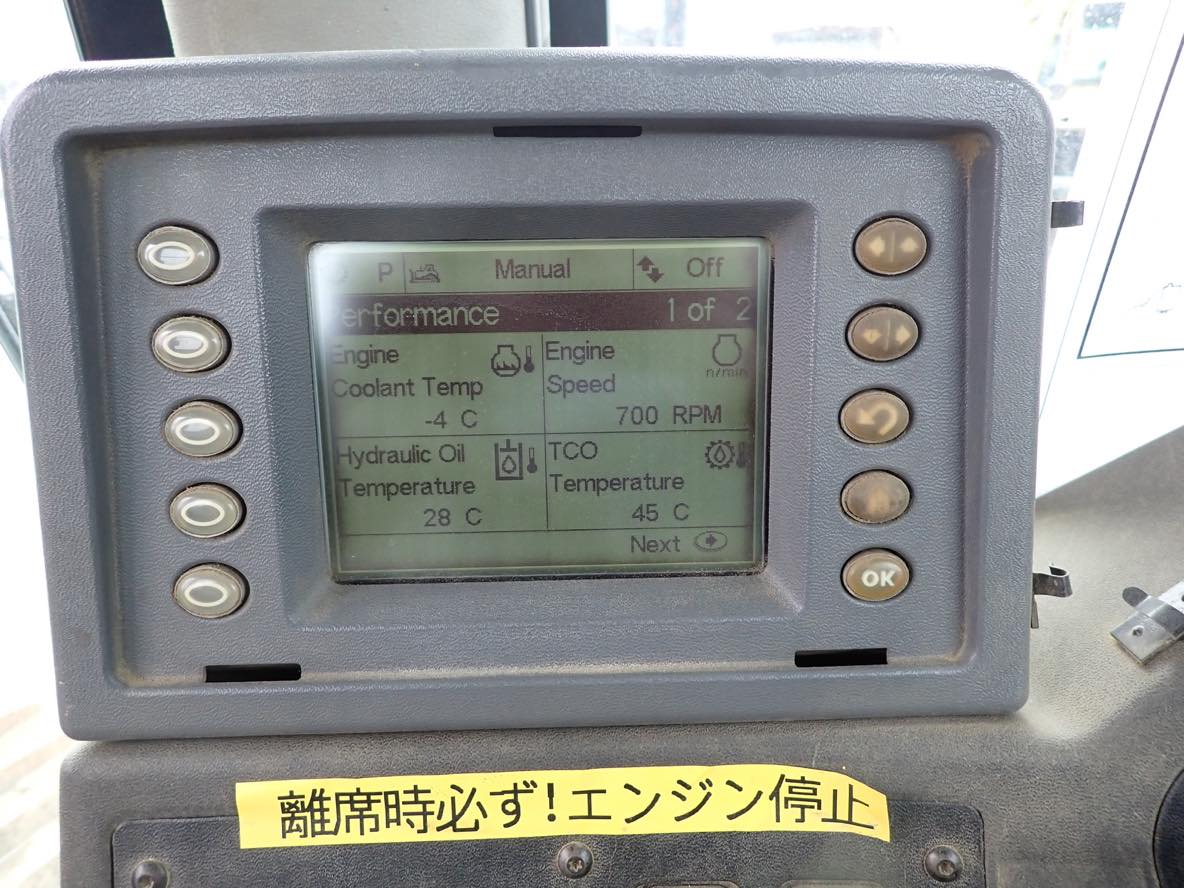 P Manual Off
erformance 1 of 2
Engine
Coolant Temp
-4 C
Engine
Speed
n/min
700 RPM
Hydraulic Oil
Temperature
28 C
TCO
Temperature
45 C
Next
OK
離席時必ず!エンジン停止